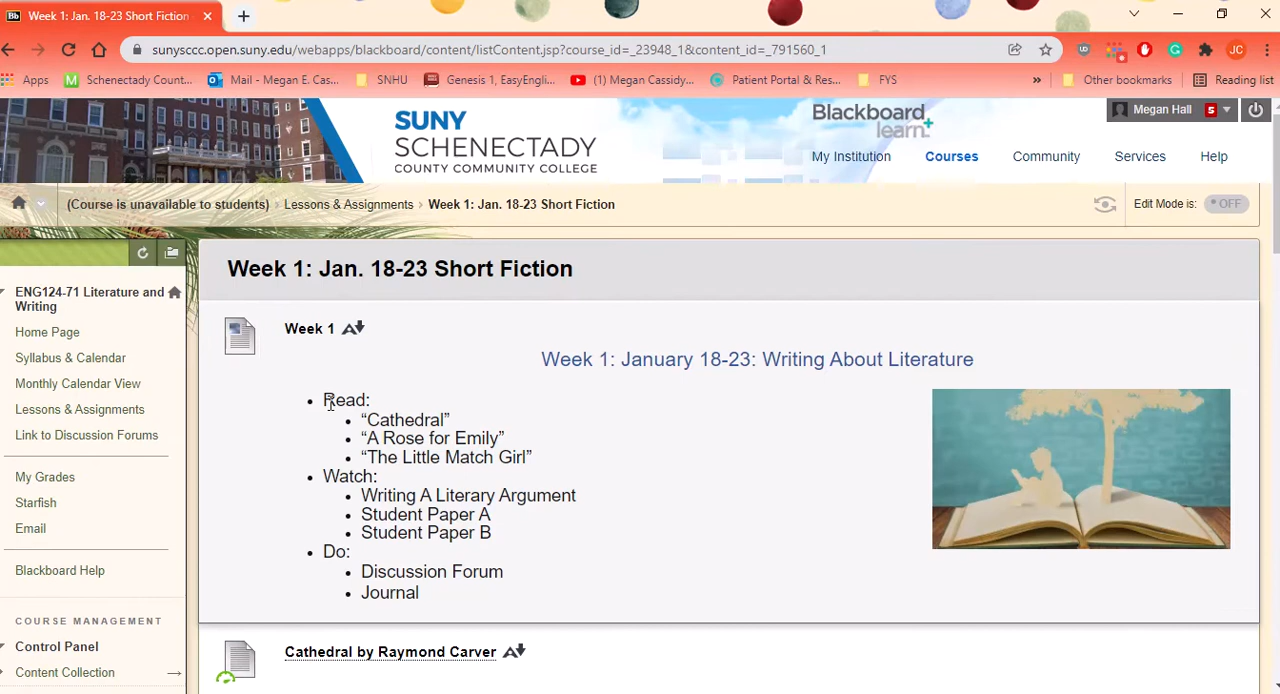 Bb Week 1: Jan. 18-23 Short Fiction
sunysccc.open.suny.edu/webapps/blackboard/content/listContent.jsp?course_id=_23948_1&content_id=_791560_1
JC
Apps M Schenectady Count... Mail - Megan E. Cas... SNHU Genesis 1, EasyEngli... (1) Megan Cassidy... Patient Portal & Res... FYS » Other bookmarks Reading list
SUNY
SCHENECTADY
COUNTY COMMUNITY COLLEGE
Blackboard
learn+
Megan Hall 5
My Institution Courses Community Services Help
(Course is unavailable to students) Lessons & Assignments Week 1: Jan. 18-23 Short Fiction
Edit Mode is: OFF
ENG124-71 Literature and
Writing
Home Page
Syllabus & Calendar
Monthly Calendar View
Lessons & Assignments
Link to Discussion Forums
My Grades
Starfish
Email
Blackboard Help
COURSE MANAGEMENT
Control Panel
Content Collection
Week 1: Jan. 18-23 Short Fiction
Week 1
Week 1: January 18-23: Writing About Literature
Read:
“Cathedral”
“A Rose for Emily”
“The Little Match Girl”
Watch:
Writing A Literary Argument
Student Paper A
Student Paper B
Do:
Discussion Forum
Journal
Cathedral by Raymond Carver